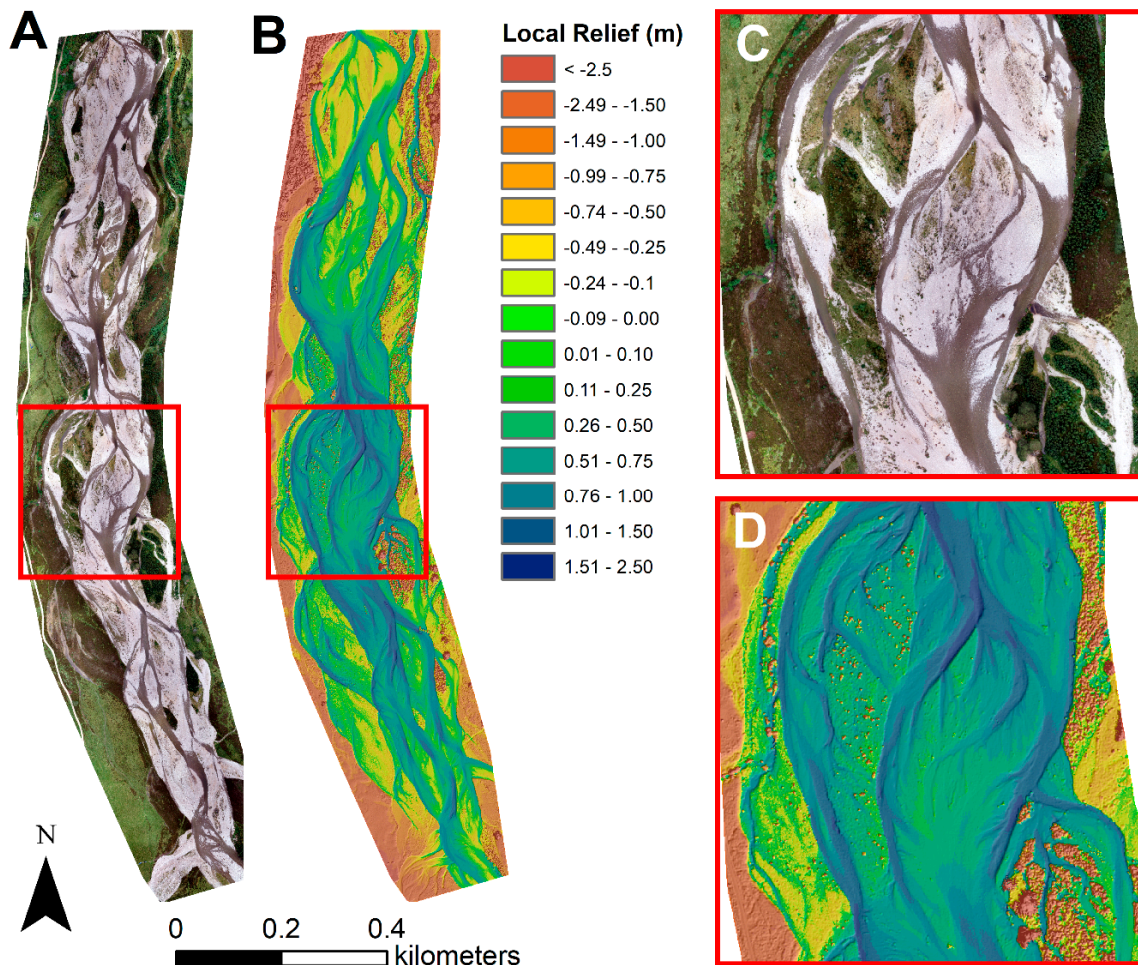 A
B
Local Relief (m)
< -2.5
-2.49 - -1.50
-1.49 - -1.00
-0.99 - -0.75
-0.74 - -0.50
-0.49 - -0.25
-0.24 - -0.1
-0.09 - 0.00
0.01 - 0.10
0.11 - 0.25
0.26 - 0.50
0.51 - 0.75
0.76 - 1.00
1.01 - 1.50
1.51 - 2.50
C
D
N
0 0.2 0.4
kilometers